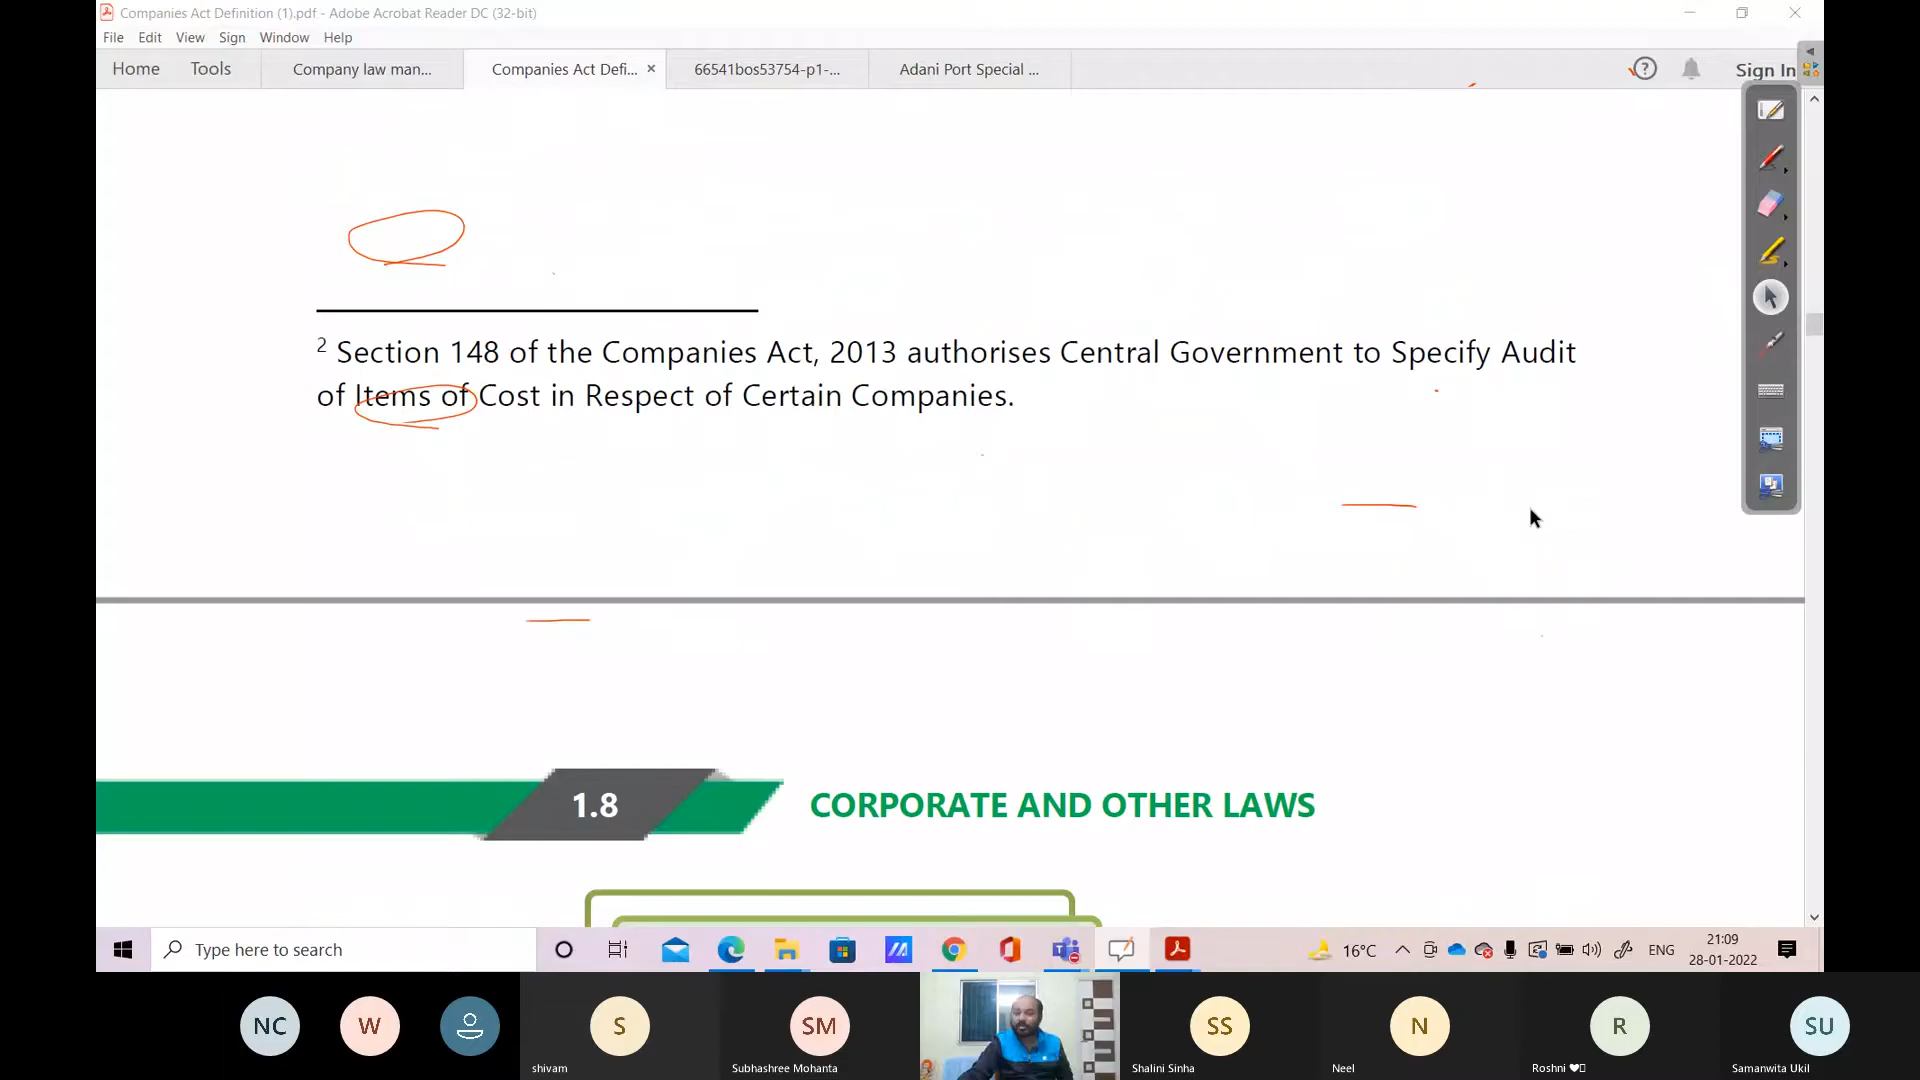 Companies Act Definition (1).pdf - Adobe Acrobat Reader DC (32-bit)
File Edit View Sign Window Help
Home Tools Company law man... Companies Act Defi... × 66541bos53754-p1-... Adani Port Special ... Sign In
2 Section 148 of the Companies Act, 2013 authorises Central Government to Specify Audit
of Items of Cost in Respect of Certain Companies.
1.8 CORPORATE AND OTHER LAWS
Type here to search 16°C ENG 21:09
28-01-2022
NC W S SM SS N R SU
shivam Subhashree Mohanta Shalini Sinha Neel Roshni ❤ Samanwita Ukil